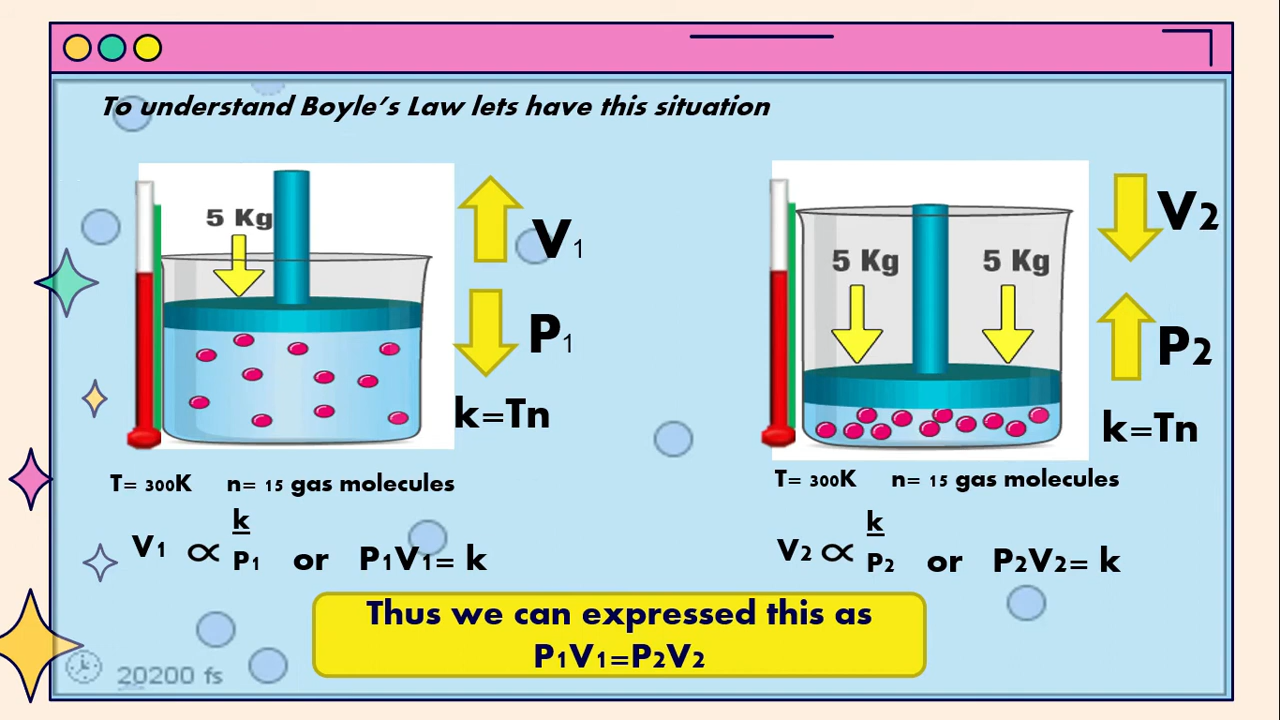 To understand Boyle's Law lets have this situation
5 Kg
V1
P1
k=Tn
T= 300K n= 15 gas molecules
V1 ∝ k/P1 or P1V1= k
5 Kg 5 Kg
V2
P2
k=Tn
T= 300K n= 15 gas molecules
V2 ∝ k/P2 or P2V2= k
Thus we can expressed this as
P1V1=P2V2
20200 fs